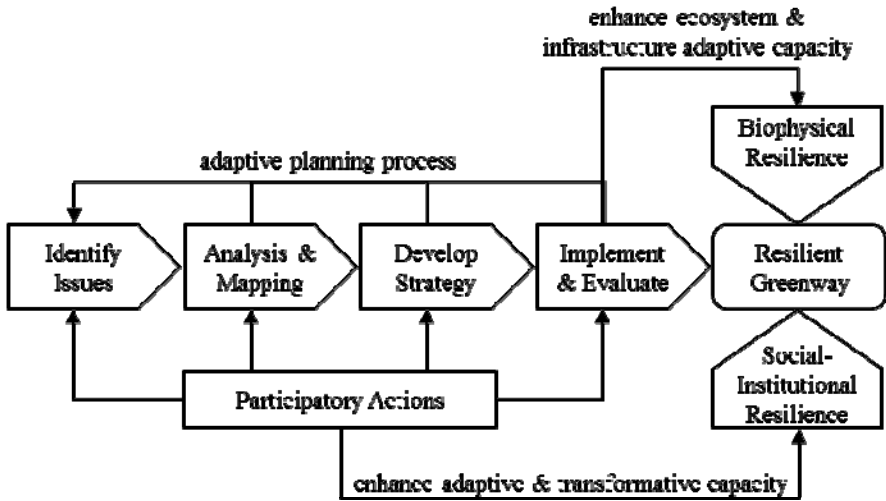 enhance ecosystem &
infrastructure adaptive capacity
Biophysical
Resilience
adaptive planning process
Identify
Issues
Analysis &
Mapping
Develop
Strategy
Implement
& Evaluate
Resilient
Greenway
Social-
Institutional
Resilience
Participatory Actions
enhance adaptive & transformative capacity